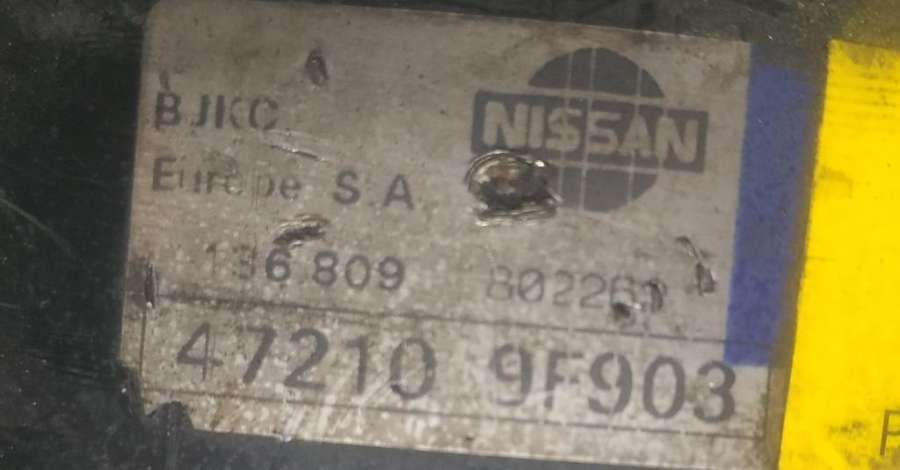 NISSAN
BJKC
Europe S.A
136.809
47210 9F903